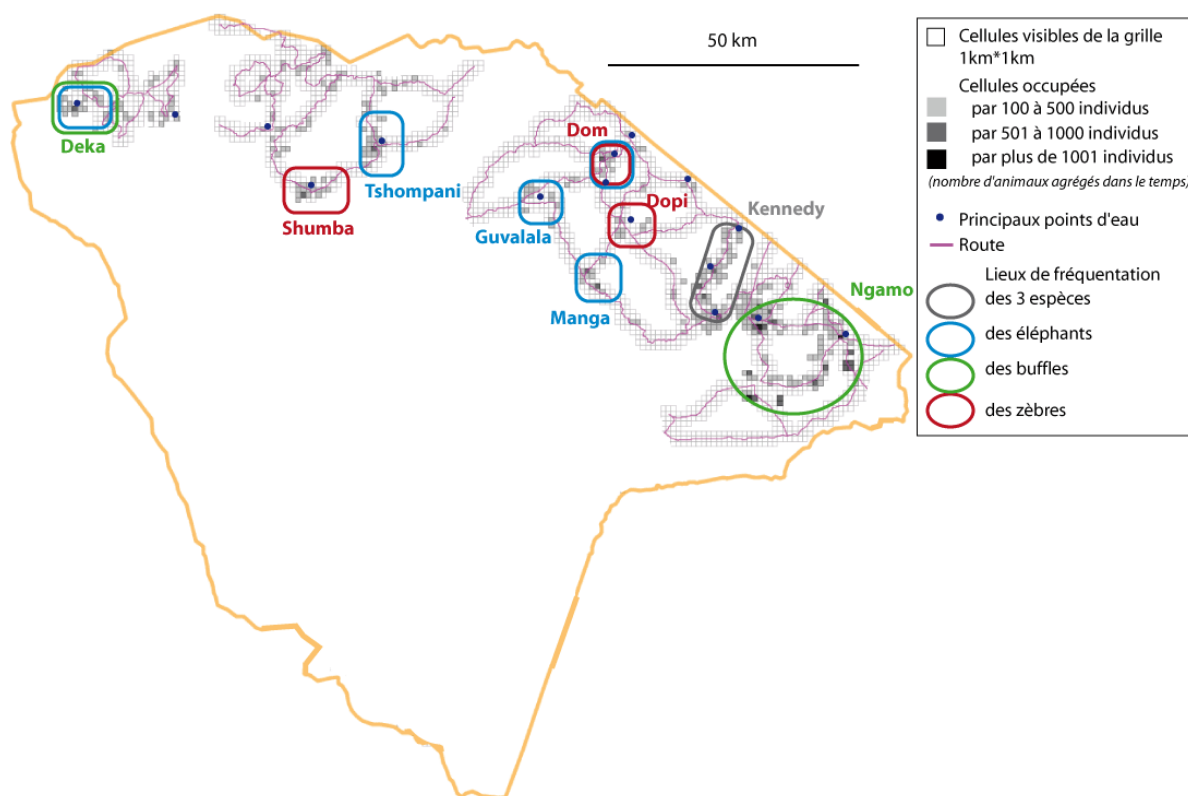 50 km
Deka
Shumba
Tshompani
Guvalala
Manga
Dom
Dopi
Kennedy
Ngamo
Cellules visibles de la grille
1km*1km
Cellules occupées
par 100 à 500 individus
par 501 à 1000 individus
par plus de 1001 individus
(nombre d'animaux agrégés dans le temps)
Principaux points d'eau
Route
Lieux de fréquentation
des 3 espèces
des éléphants
des buffles
des zèbres